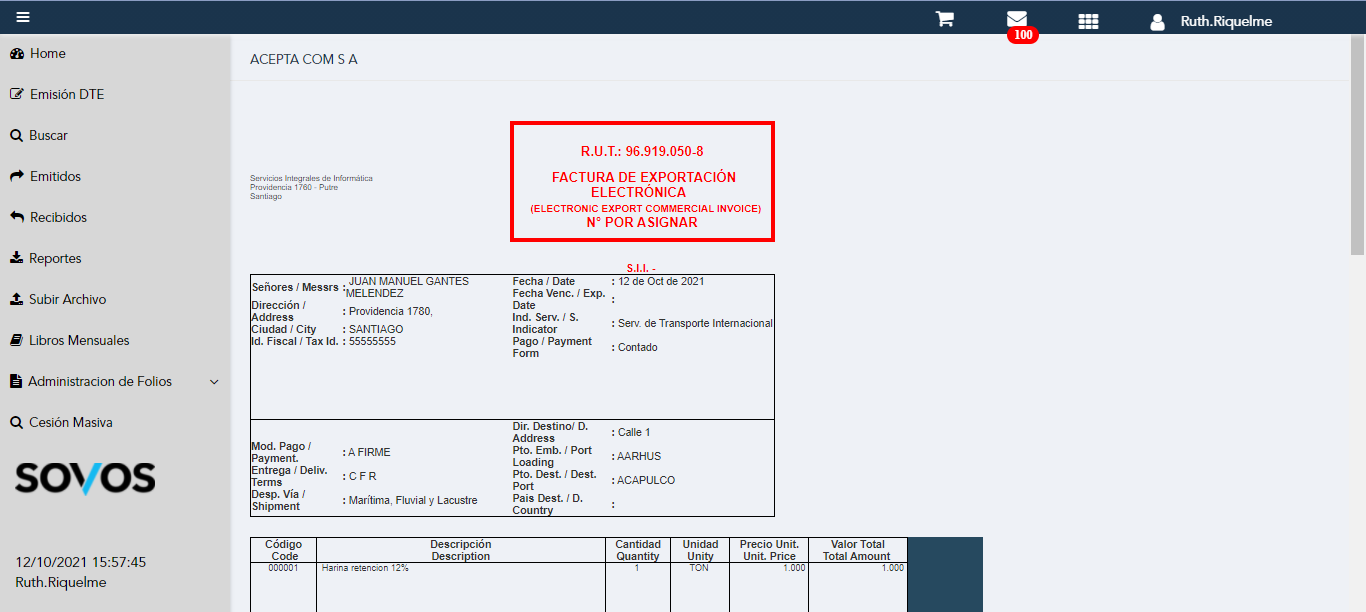 Ruth.Riquelme
100
Home
Emisión DTE
Buscar
Emitidos
Recibidos
Reportes
Subir Archivo
Libros Mensuales
Administracion de Folios
Cesión Masiva
SOVOS
12/10/2021 15:57:45
Ruth.Riquelme
ACEPTA COM S A
Servicios Integrales de Informática
Providencia 1760 - Putre
Santiago
R.U.T.: 96.919.050-8
FACTURA DE EXPORTACIÓN
ELECTRÓNICA
(ELECTRONIC EXPORT COMMERCIAL INVOICE)
N° POR ASIGNAR
S.I.I. -
Señores / Messrs : JUAN MANUEL GANTES
MELENDEZ
Dirección /
Address : Providencia 1780,
Ciudad / City : SANTIAGO
Id. Fiscal / Tax Id. : 55555555
Fecha / Date : 12 de Oct de 2021
Fecha Venc. / Exp.
Date :
Ind. Serv. / S.
Indicator : Serv. de Transporte Internacional
Pago / Payment
Form : Contado
Mod. Pago /
Payment. : A FIRME
Entrega / Deliv.
Terms : C F R
Desp. Vía /
Shipment : Marítima, Fluvial y Lacustre
Dir. Destino/ D.
Address : Calle 1
Pto. Emb. / Port
Loading : AARHUS
Pto. Dest. / Dest.
Port : ACAPULCO
Pais Dest. / D.
Country :
Código Descripción Cantidad Unidad Precio Unit. Valor Total
Code Description Quantity Unity Unit. Price Total Amount
000001 Harina retencion 12% 1 TON 1.000 1.000